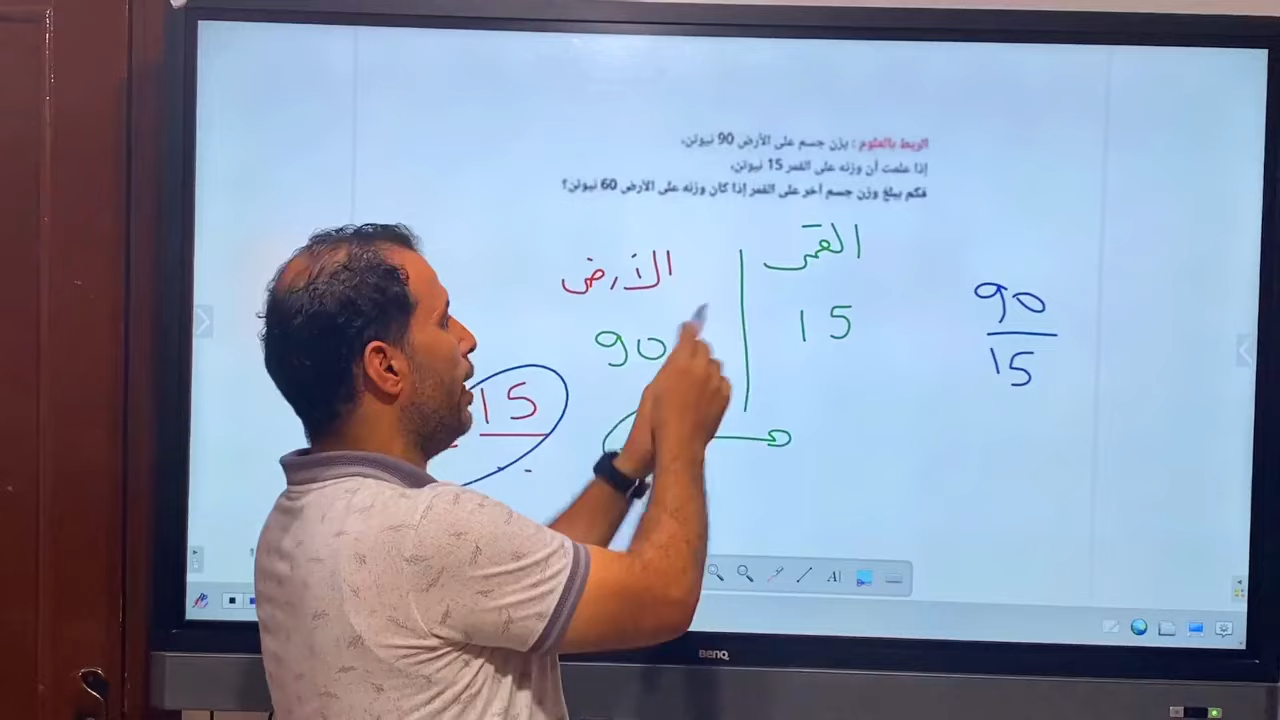 الربط بالعلوم : يزن جسم على الأرض 90 نيوتن،
إذا علمت أن وزنه على القمر 15 نيوتن،
فكم يبلغ وزن جسم آخر على القمر إذا كان وزنه على الأرض 60 نيوتن؟
القمر
الأرض
15
90
90
15
15
A
BenQ